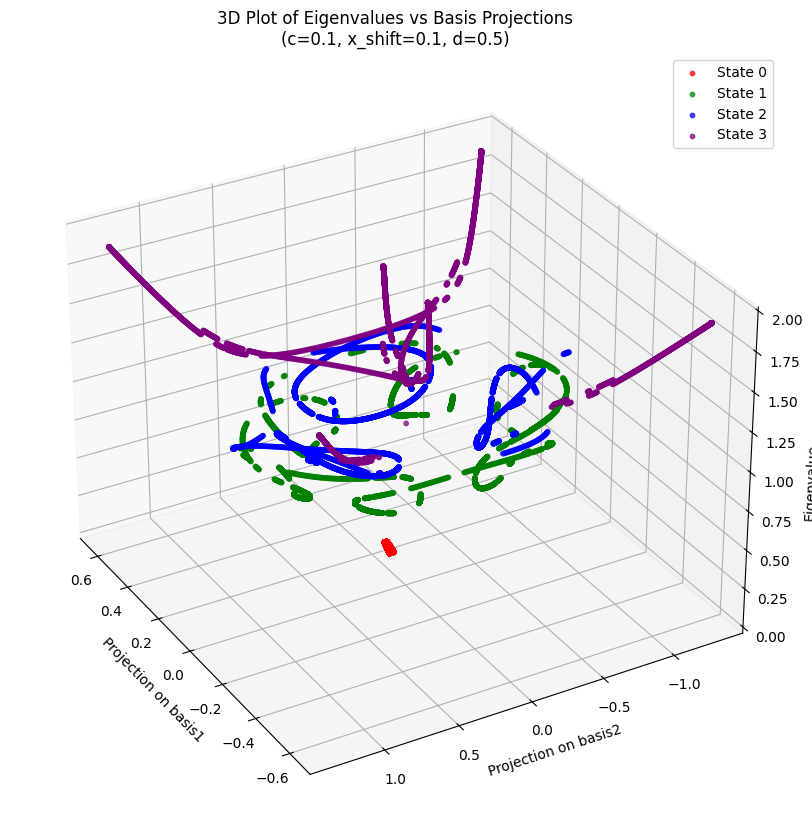 3D Plot of Eigenvalues vs Basis Projections
(c=0.1, x_shift=0.1, d=0.5)
State 0
State 1
State 2
State 3
2.00
1.75
1.50
1.25
1.00
0.75
0.50
0.25
0.00
Eigenvalue
0.6
0.4
0.2
0.0
−0.2
−0.4
−0.6
Projection on basis1
1.0
0.5
0.0
−0.5
−1.0
Projection on basis2